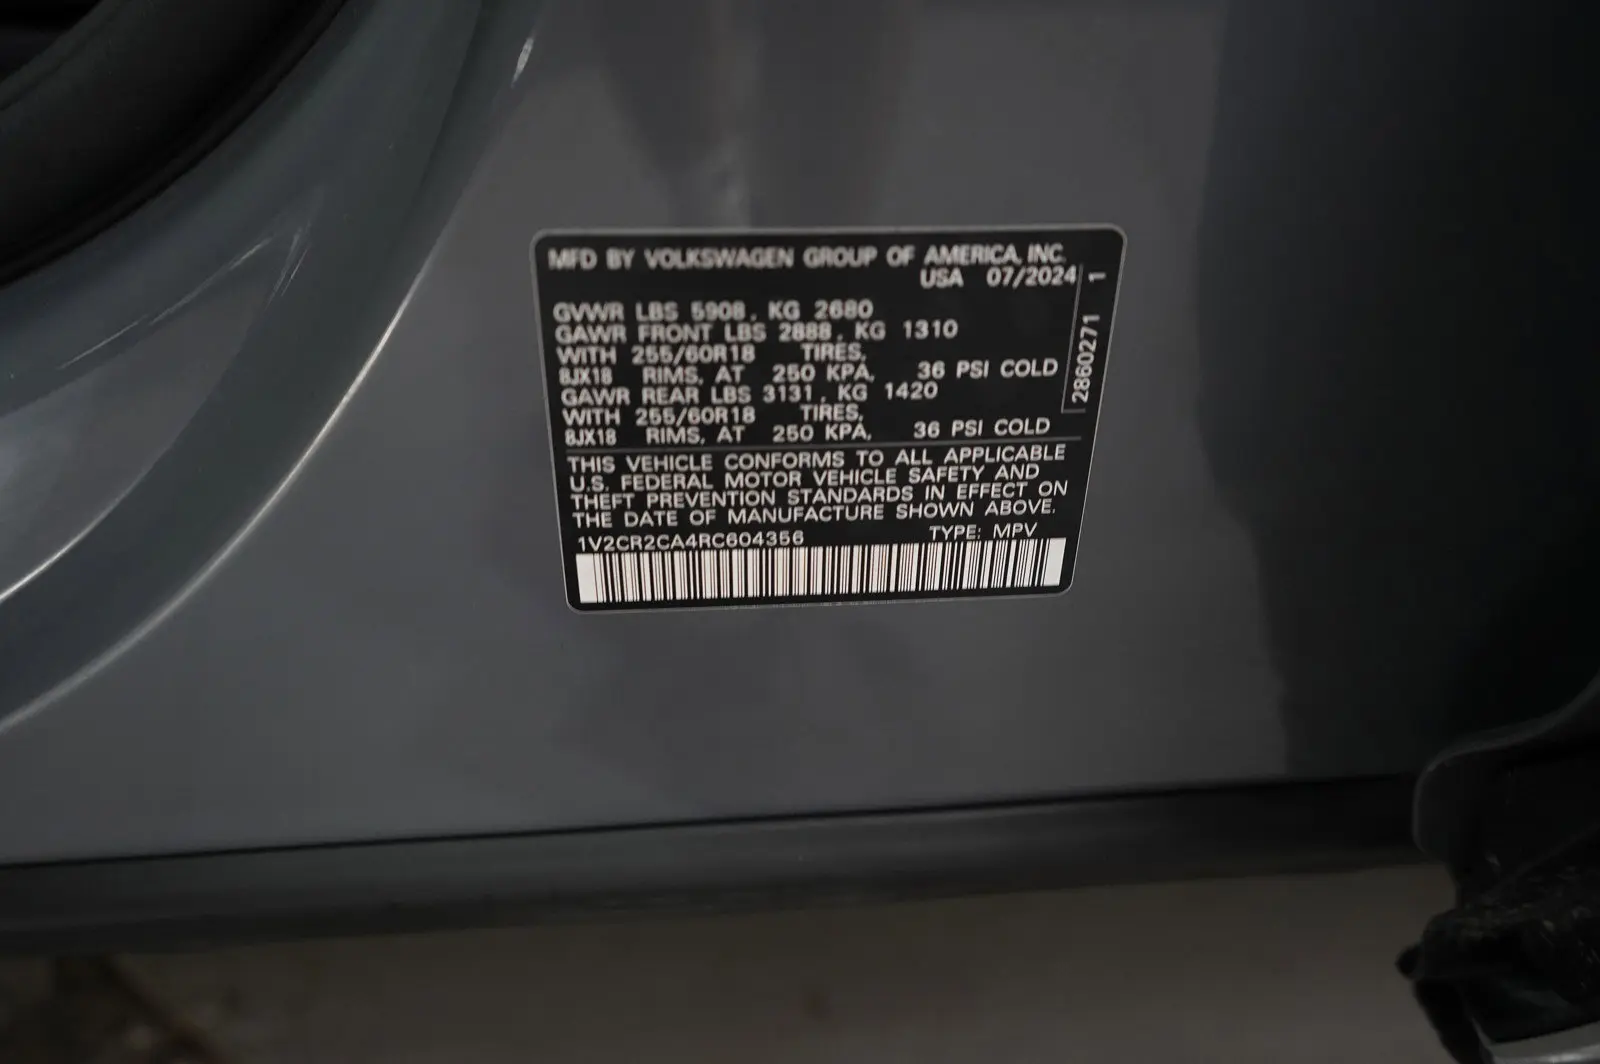 MFD BY VOLKSWAGEN GROUP OF AMERICA, INC.
USA 07/2024
GVWR LBS 5908, KG 2680
GAWR FRONT LBS 2888, KG 1310
WITH 255/60R18 TIRES,
8JX18 RIMS, AT 250 KPA, 36 PSI COLD
GAWR REAR LBS 3131, KG 1420
WITH 255/60R18 TIRES,
8JX18 RIMS, AT 250 KPA, 36 PSI COLD
2860271 1
THIS VEHICLE CONFORMS TO ALL APPLICABLE
U.S. FEDERAL MOTOR VEHICLE SAFETY AND
THEFT PREVENTION STANDARDS IN EFFECT ON
THE DATE OF MANUFACTURE SHOWN ABOVE.
1V2CR2CA4RC604356 TYPE: MPV